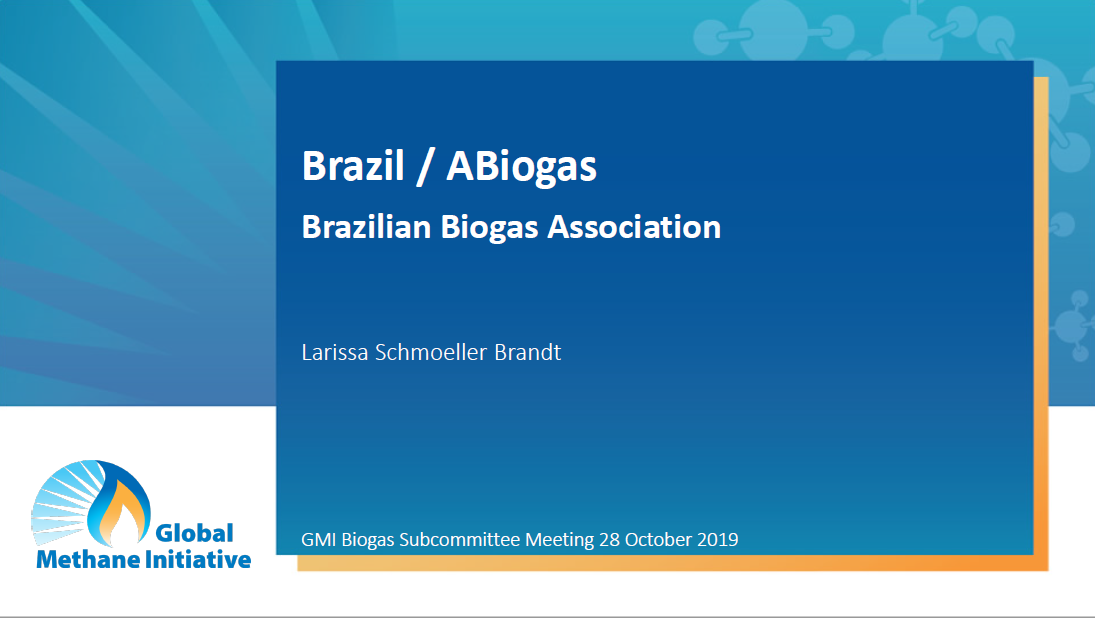 Brazil / ABiogas
Brazilian Biogas Association
Larissa Schmoeller Brandt
GMI Biogas Subcommittee Meeting 28 October 2019
Global
Methane Initiative